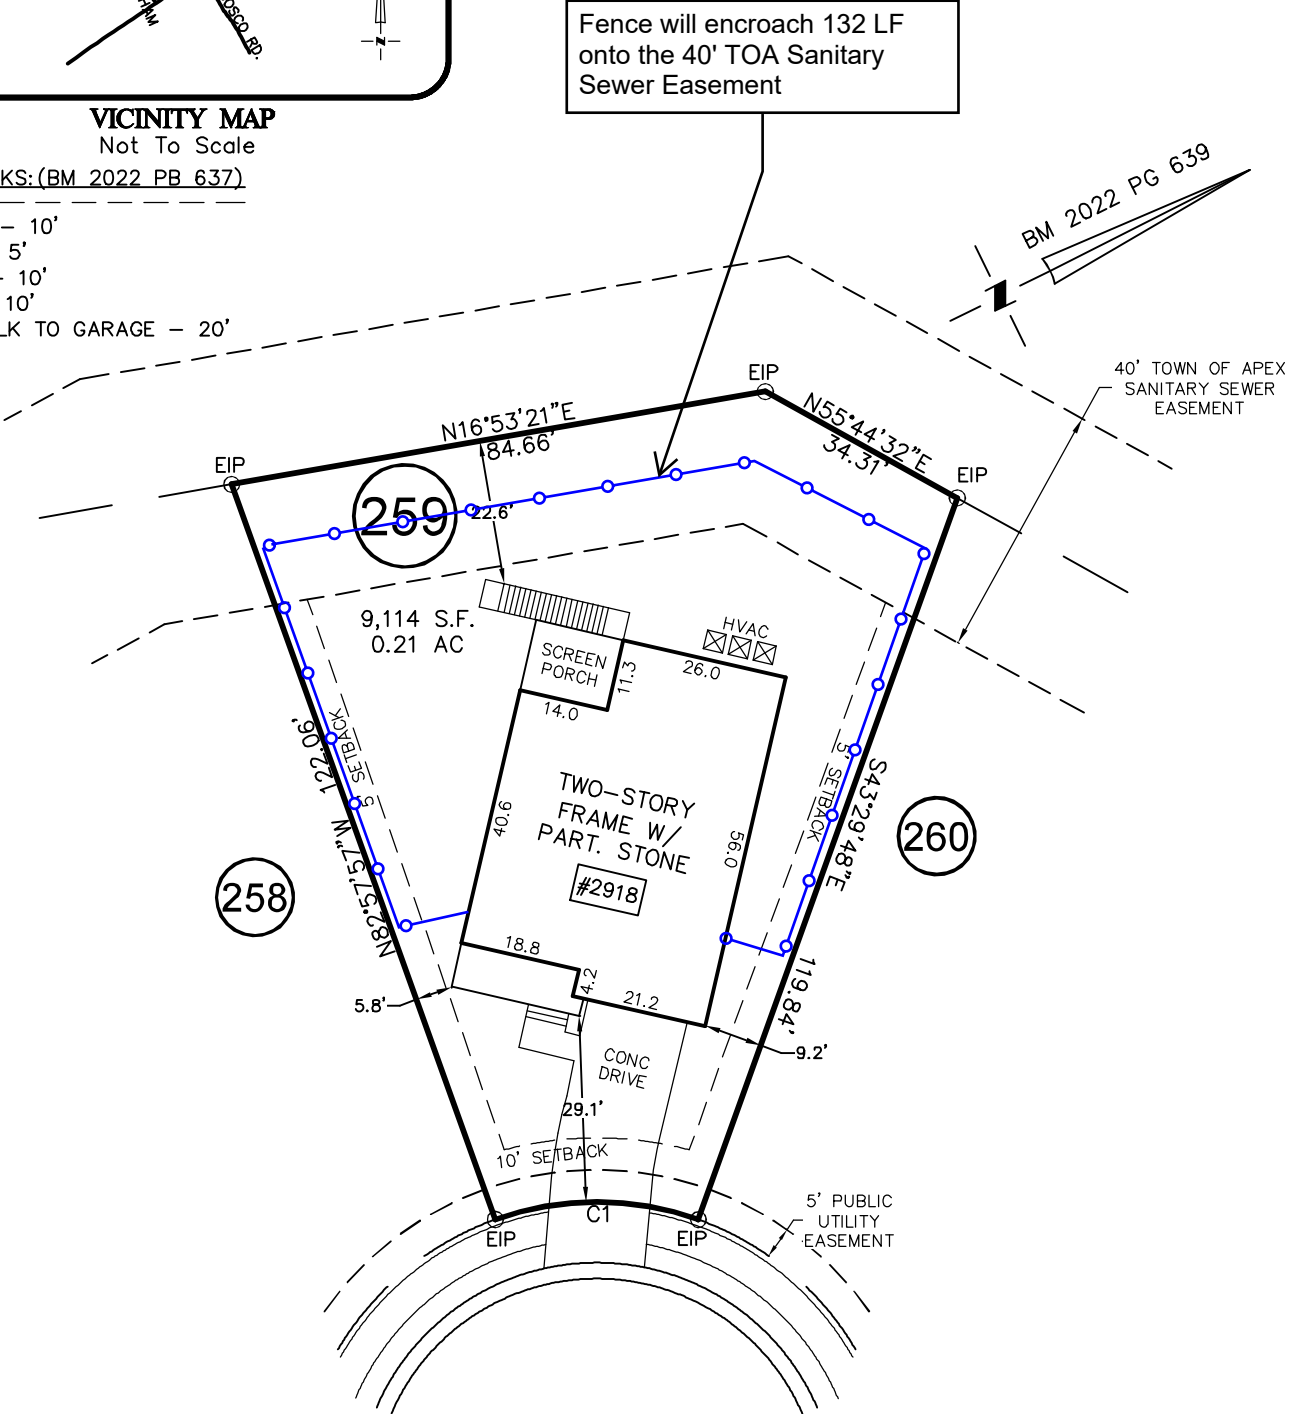 OSCO RD.
HAM
N
VICINITY MAP
Not To Scale
KS:(BM 2022 PB 637)
– 10'
5'
– 10'
10'
LK TO GARAGE – 20'
Fence will encroach 132 LF
onto the 40' TOA Sanitary
Sewer Easement
BM 2022 PG 639
N
40' TOWN OF APEX
SANITARY SEWER
EASEMENT
EIP
N16°53'21"E
84.66'
N55°44'32"E
34.31'
EIP
EIP
259
22.6'
9,114 S.F.
0.21 AC
HVAC
SCREEN
PORCH
11.3
26.0
14.0
5' SETBACK
5' SETBACK
122.06'
N82°57'57"W
S43°29'48"E
119.84'
TWO–STORY
FRAME W/
PART. STONE
#2918
40.6
56.0
258
260
18.8
4.2
21.2
5.8'
9.2'
CONC
DRIVE
29.1'
10' SETBACK
C1
EIP
EIP
5' PUBLIC
UTILITY
EASEMENT